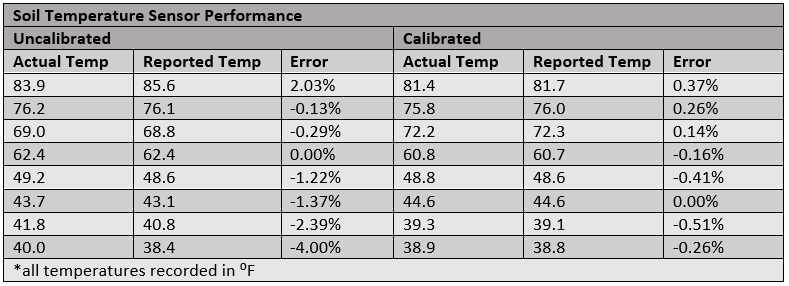 Soil Temperature Sensor Performance
Uncalibrated Calibrated
Actual Temp Reported Temp Error Actual Temp Reported Temp Error
83.9 85.6 2.03% 81.4 81.7 0.37%
76.2 76.1 -0.13% 75.8 76.0 0.26%
69.0 68.8 -0.29% 72.2 72.3 0.14%
62.4 62.4 0.00% 60.8 60.7 -0.16%
49.2 48.6 -1.22% 48.8 48.6 -0.41%
43.7 43.1 -1.37% 44.6 44.6 0.00%
41.8 40.8 -2.39% 39.3 39.1 -0.51%
40.0 38.4 -4.00% 38.9 38.8 -0.26%
*all temperatures recorded in ⁰F